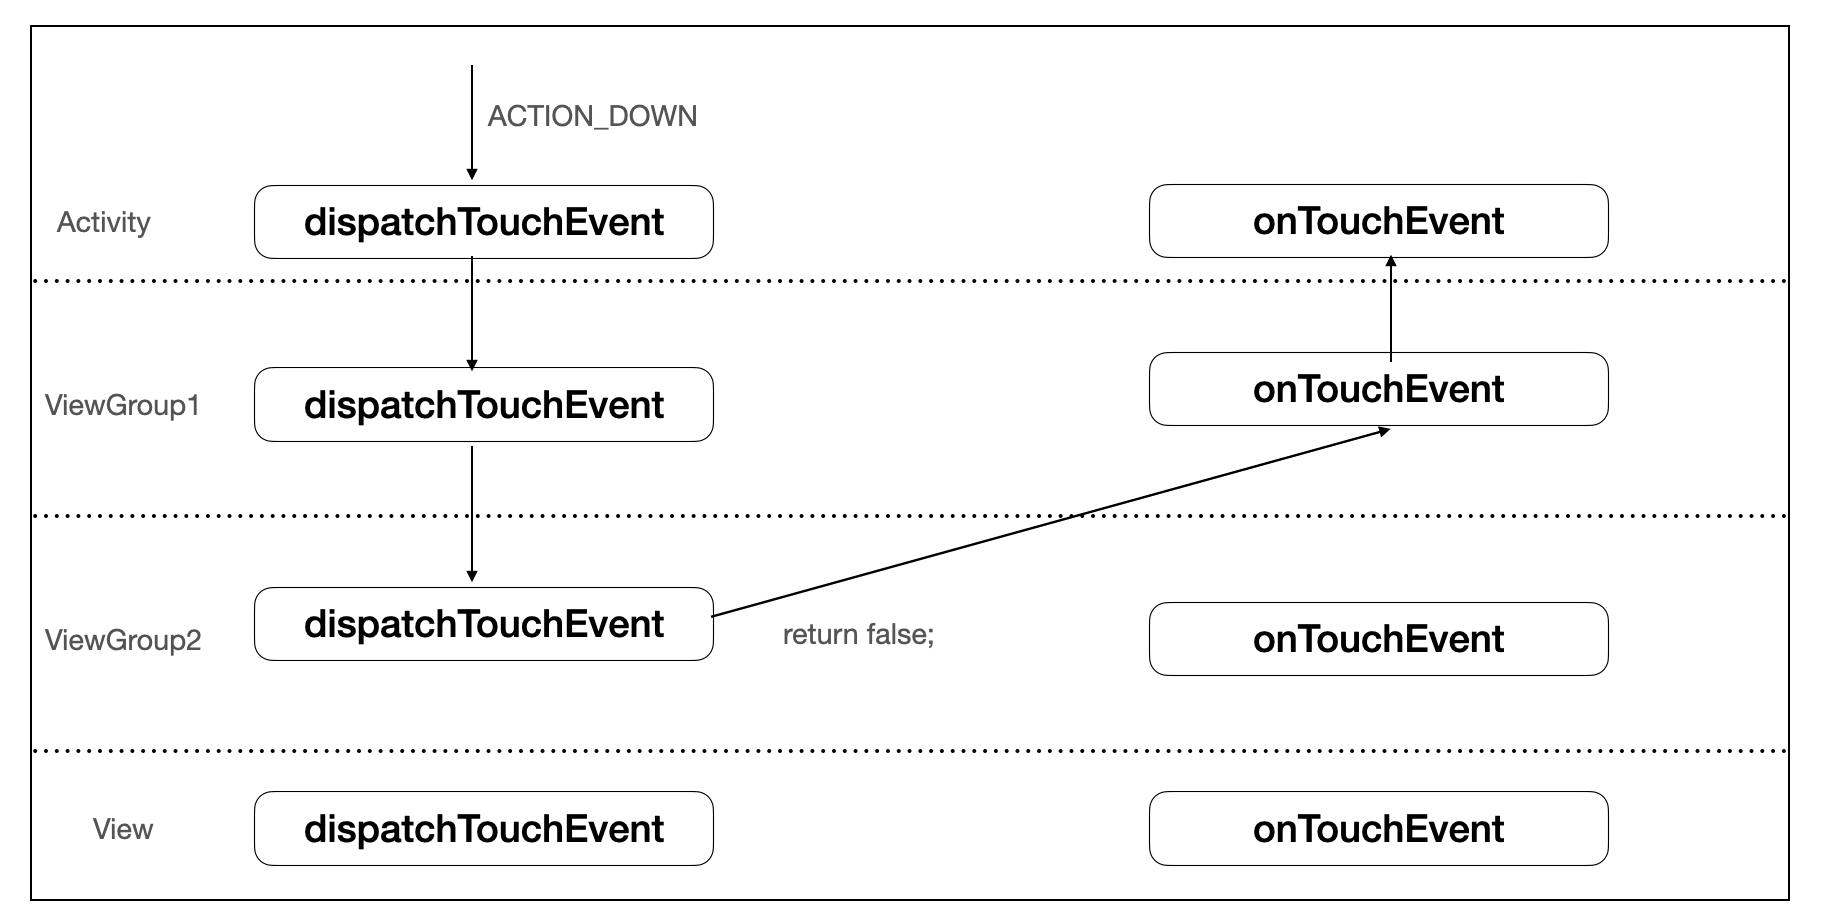 ACTION_DOWN
Activity
dispatchTouchEvent
onTouchEvent
ViewGroup1
dispatchTouchEvent
onTouchEvent
ViewGroup2
dispatchTouchEvent
return false;
onTouchEvent
View
dispatchTouchEvent
onTouchEvent